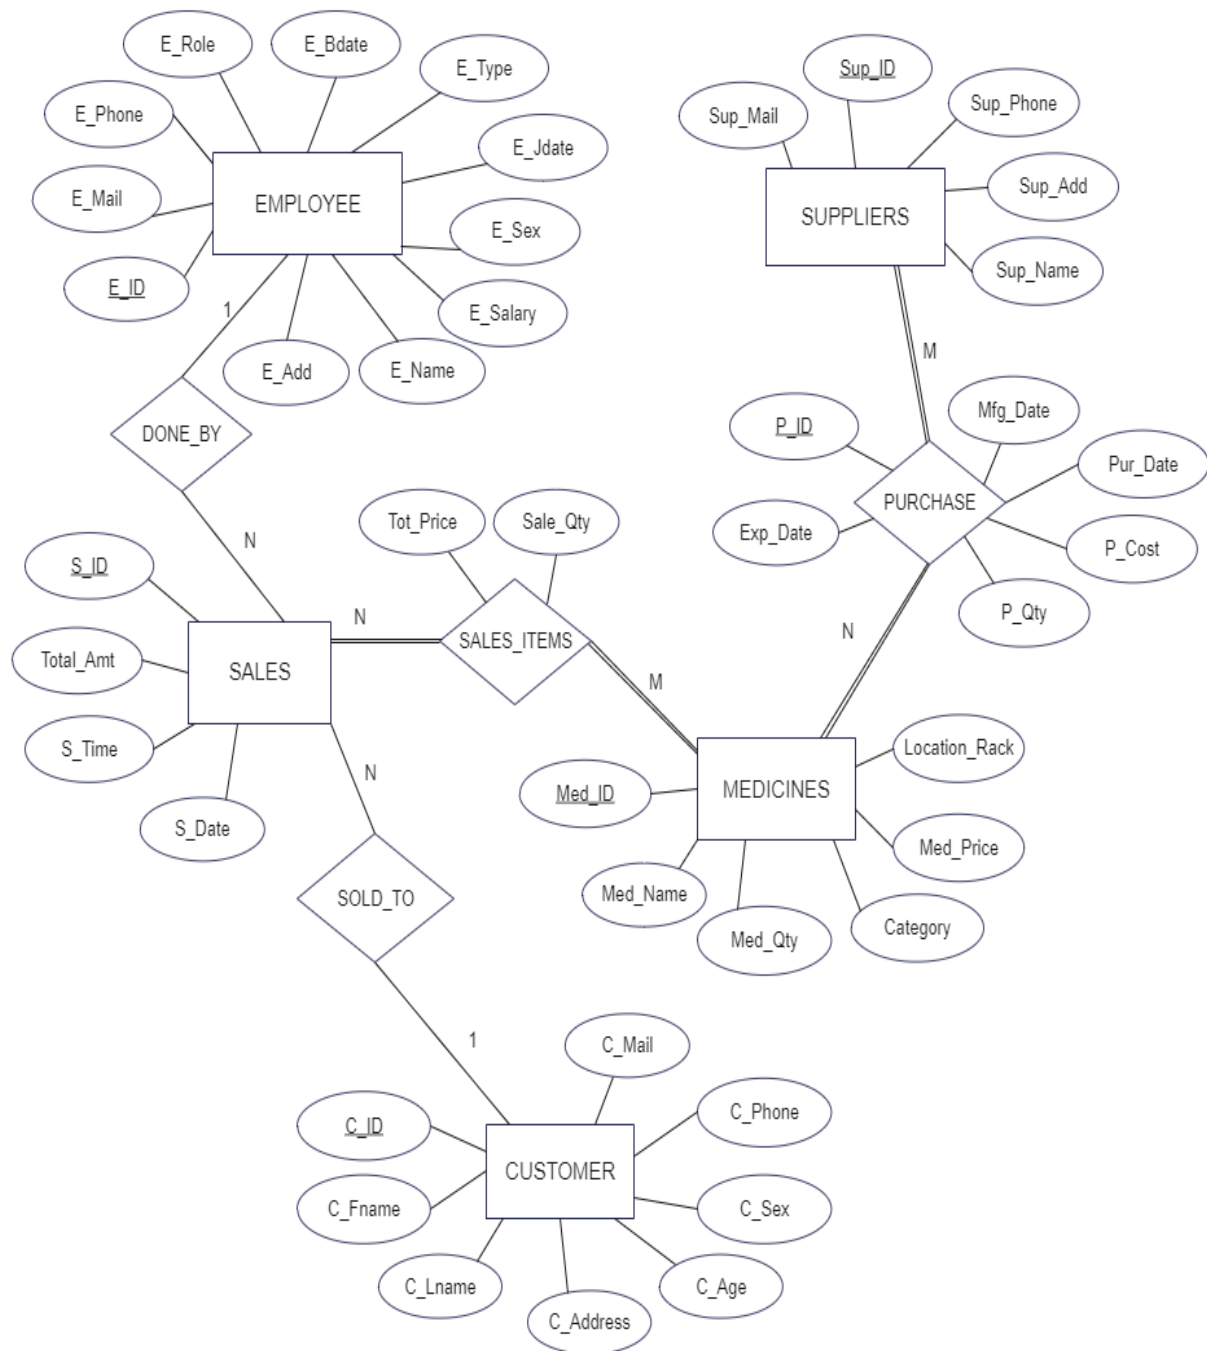 E_Role
E_Bdate
E_Type
E_Phone
E_Jdate
E_Mail
EMPLOYEE
E_Sex
E_ID
E_Salary
E_Add
E_Name
1
DONE_BY
N
Sup_ID
Sup_Mail
Sup_Phone
SUPPLIERS
Sup_Add
Sup_Name
M
P_ID
Mfg_Date
Pur_Date
PURCHASE
Exp_Date
P_Cost
P_Qty
N
Tot_Price
Sale_Qty
S_ID
N
SALES_ITEMS
M
Total_Amt
SALES
S_Time
S_Date
N
SOLD_TO
1
Location_Rack
Med_ID
MEDICINES
Med_Price
Med_Name
Med_Qty
Category
C_Mail
C_ID
C_Phone
CUSTOMER
C_Fname
C_Sex
C_Lname
C_Age
C_Address